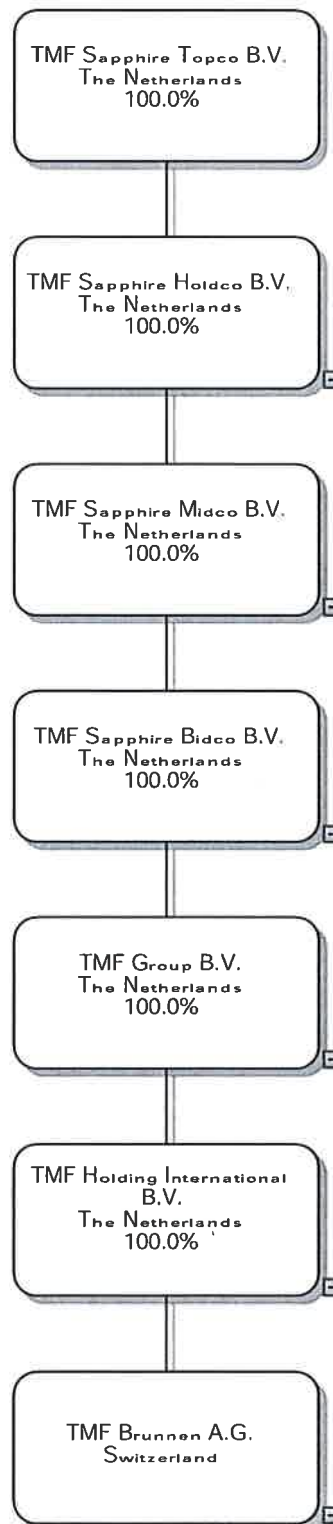 TMF Sapphire Topco B.V.
The Netherlands
100.0%
TMF Sapphire Holdco B.V.
The Netherlands
100.0%
TMF Sapphire Midco B.V.
The Netherlands
100.0%
TMF Sapphire Bidco B.V.
The Netherlands
100.0%
TMF Group B.V.
The Netherlands
100.0%
TMF Holding International
B.V.
The Netherlands
100.0%
TMF Brunnen A.G.
Switzerland